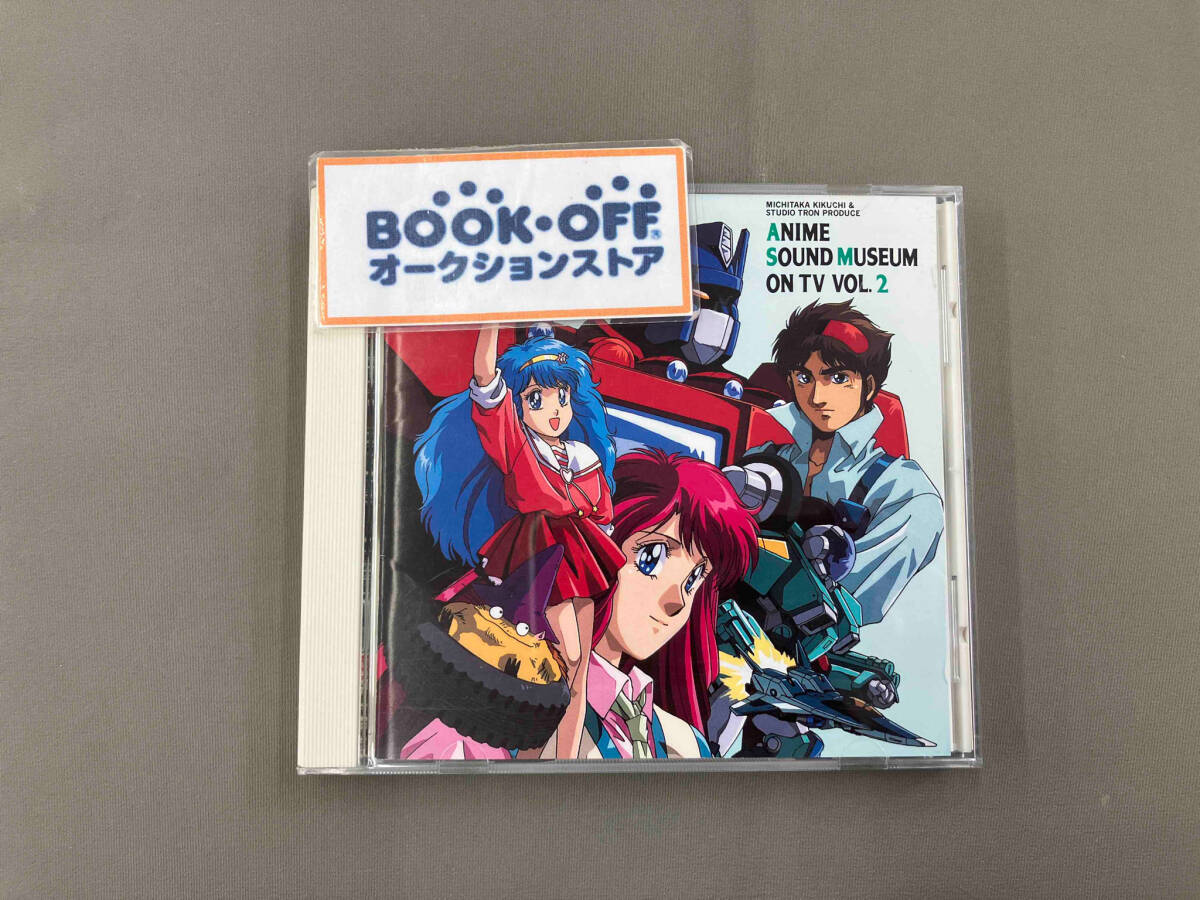 BOOK・OFF®
オークションストア
MICHITAKA KIKUCHI &
STUDIO TRON PRODUCE
ANIME
SOUND MUSEUM
ON TV VOL. 2